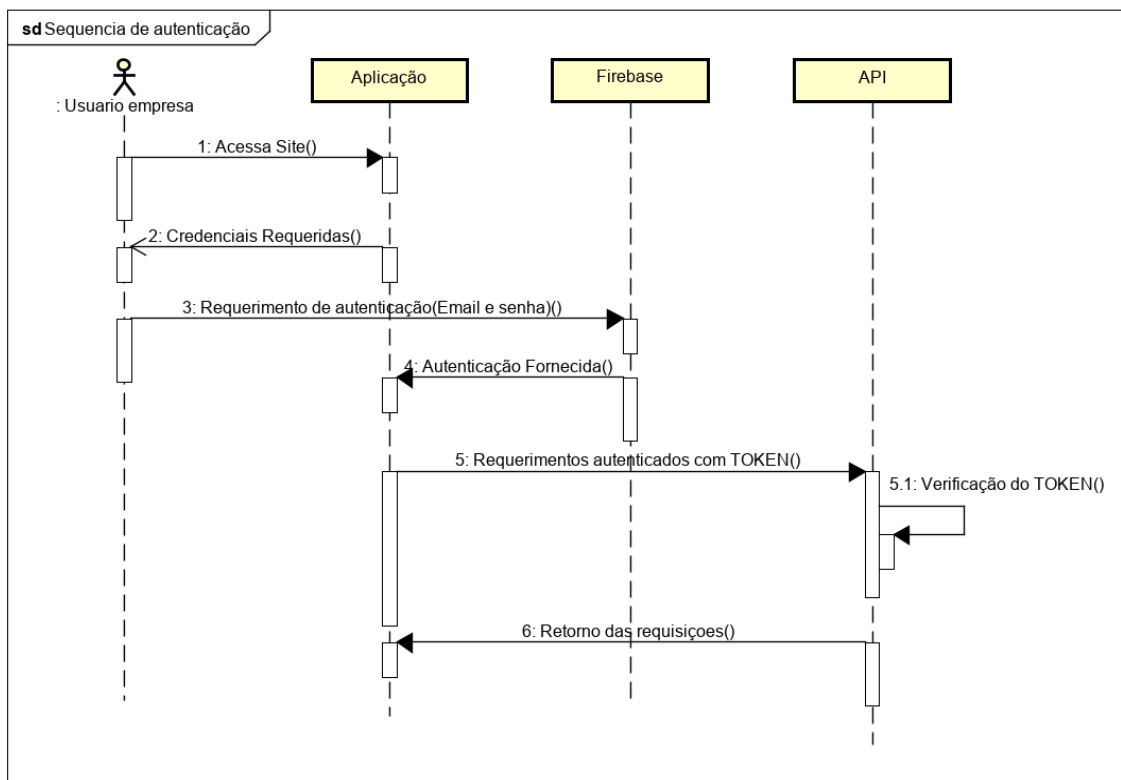 sd Sequencia de autenticação
: Usuario empresa
Aplicação
Firebase
API
1: Acessa Site()
2: Credenciais Requeridas()
3: Requerimento de autenticação(Email e senha)()
4: Autenticação Fornecida()
5: Requerimentos autenticados com TOKEN()
5.1: Verificação do TOKEN()
6: Retorno das requisiçoes()